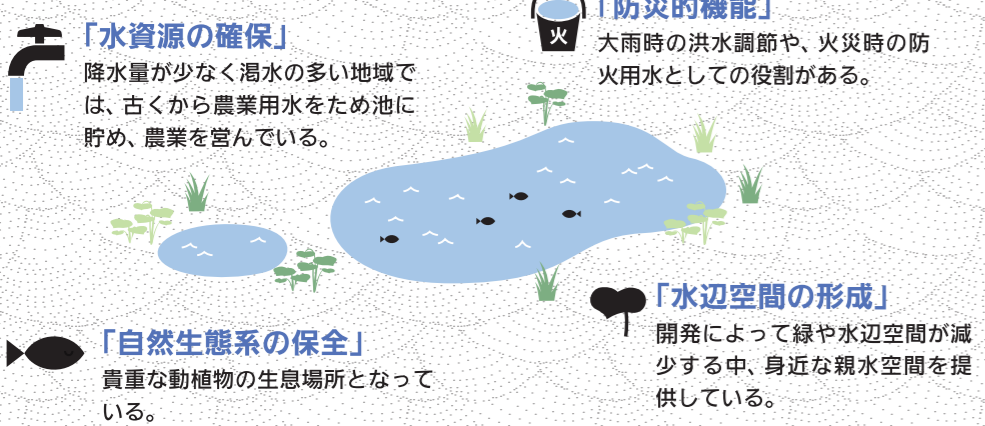 「水資源の確保」
降水量が少なく渇水の多い地域で
は、古くから農業用水をため池に
貯め、農業を営んでいる。
「防災的機能」
火
大雨時の洪水調節や、火災時の防
火用水としての役割がある。
「自然生態系の保全」
貴重な動植物の生息場所となって
いる。
「水辺空間の形成」
開発によって緑や水辺空間が減
少する中、身近な親水空間を提
供している。